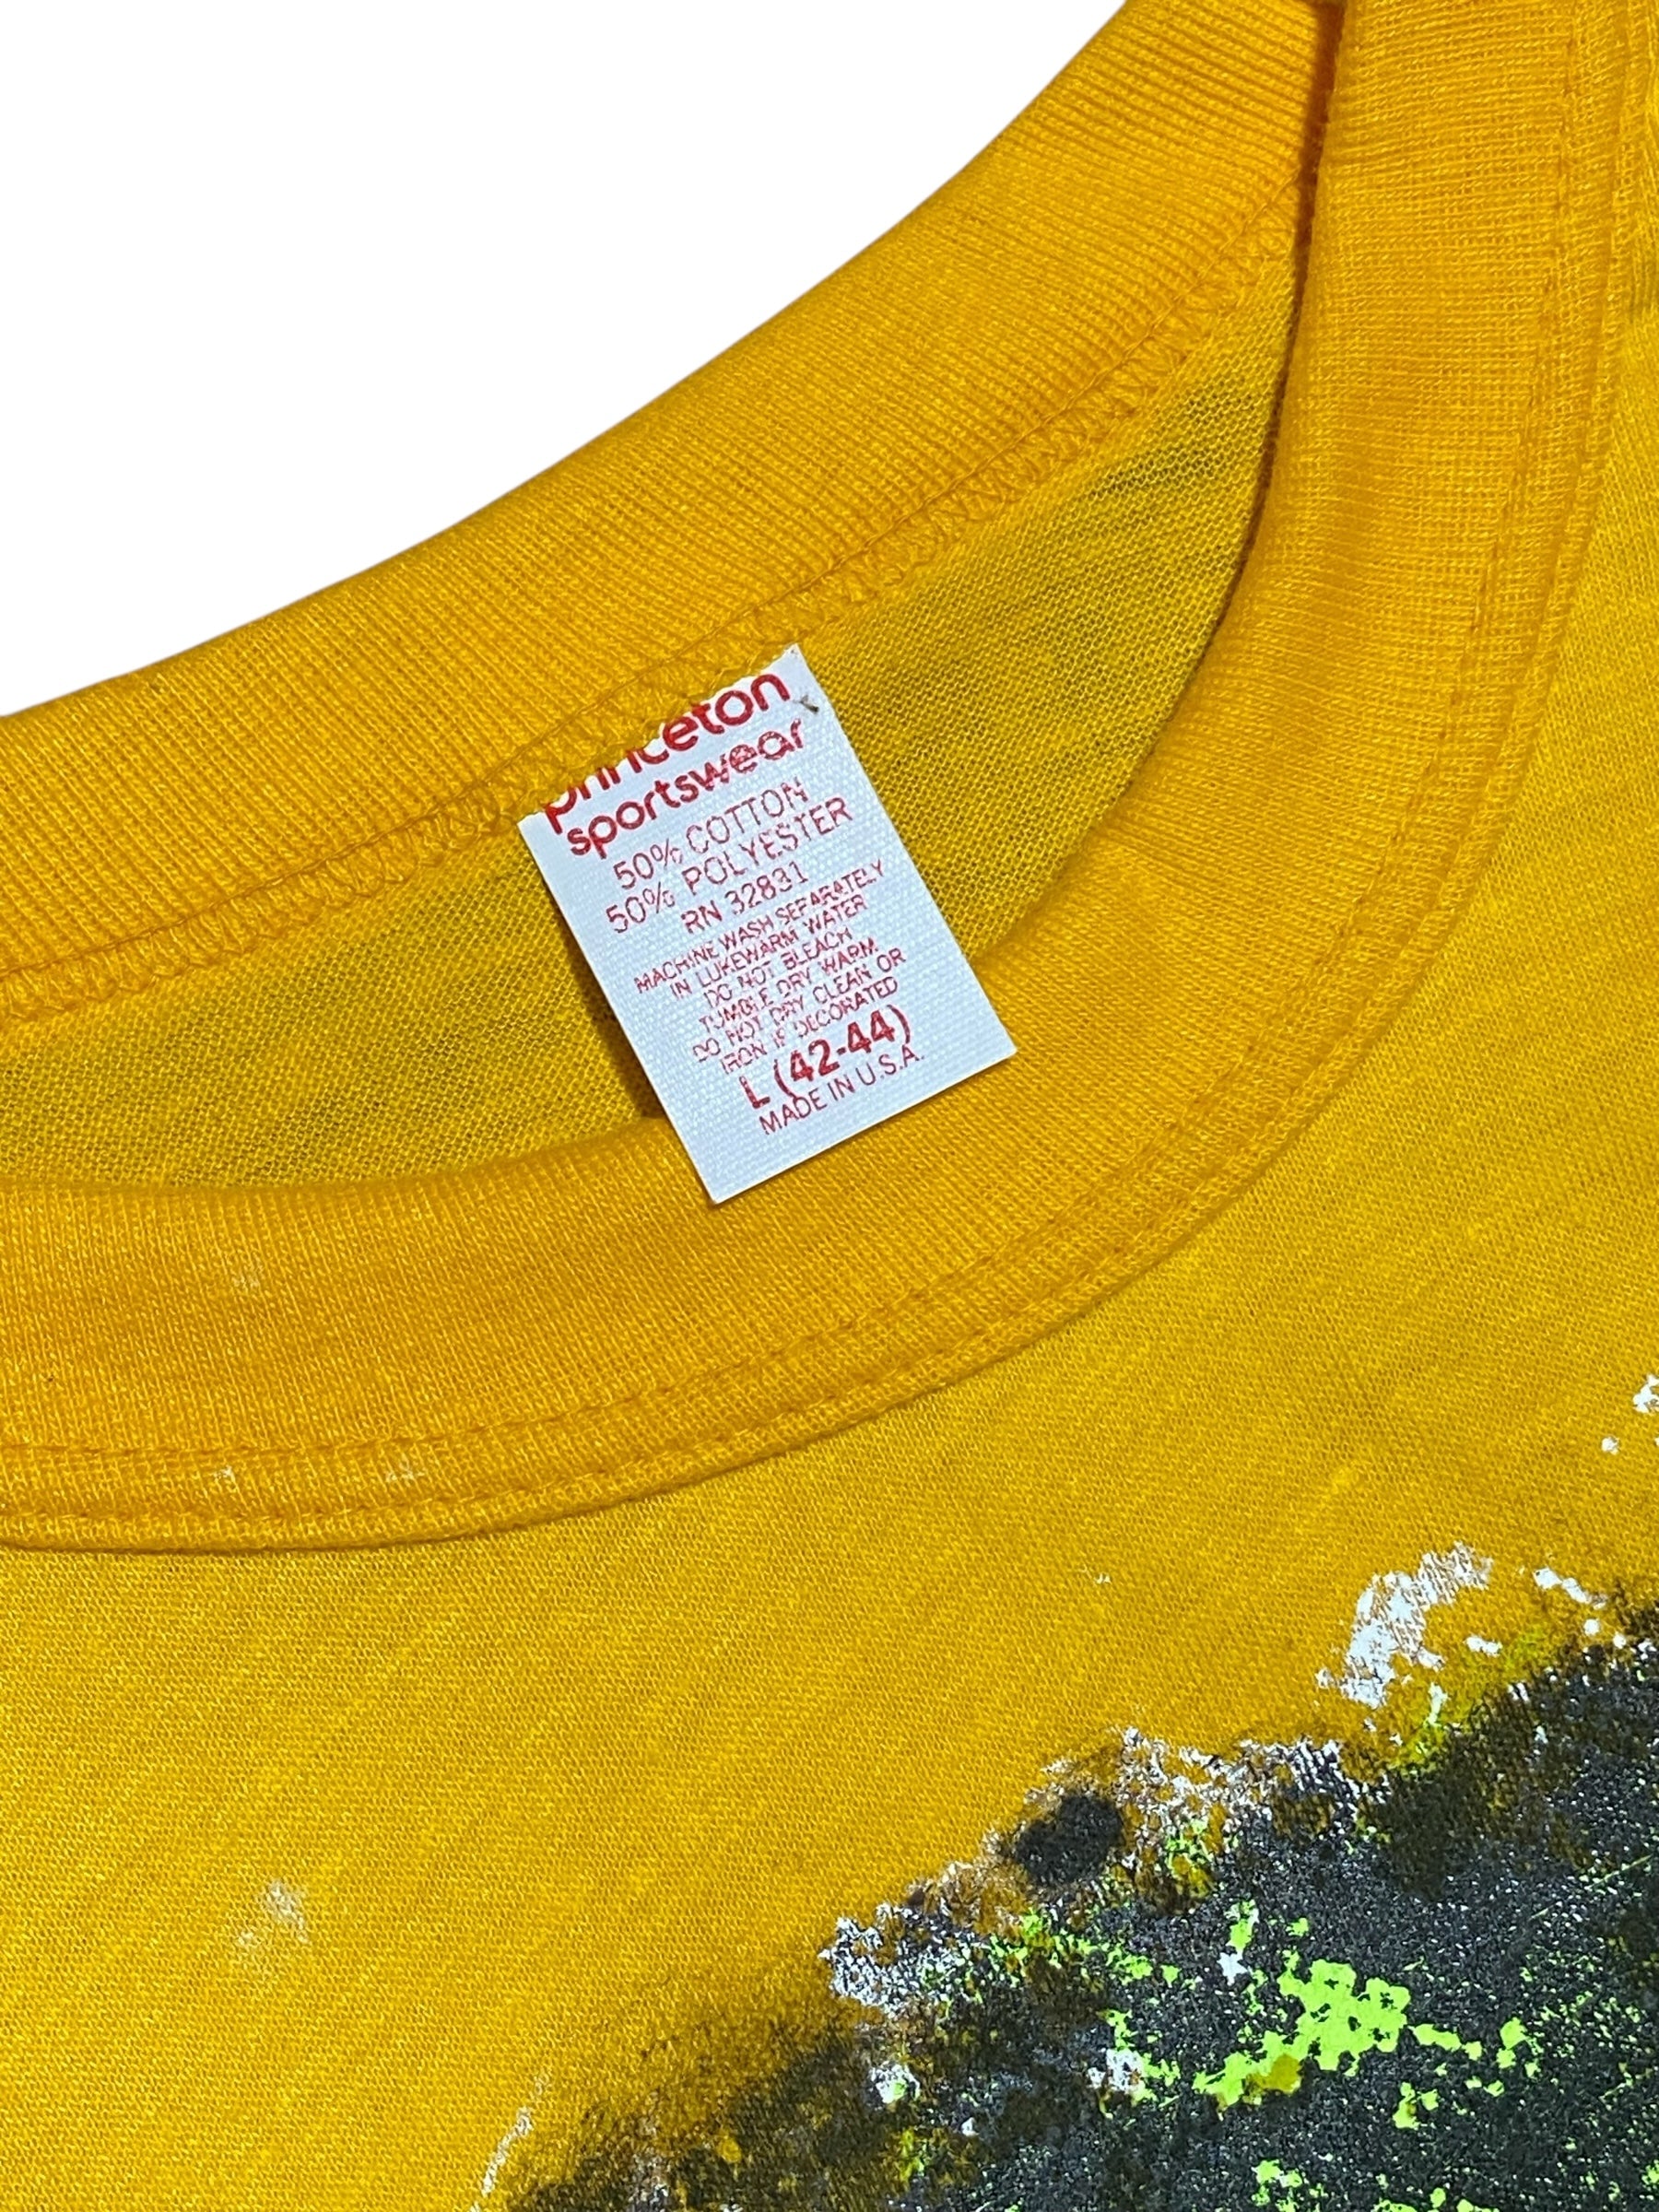 princeton
sportswear
50% COTTON
50% POLYESTER
RN 32831
MACHINE WASH SEPARATELY
IN LUKEWARM WATER
DO NOT BLEACH
TUMBLE DRY WARM
DO NOT DRY CLEAN OR
IRON IF DECORATED
L (42-44)
MADE IN U.S.A.